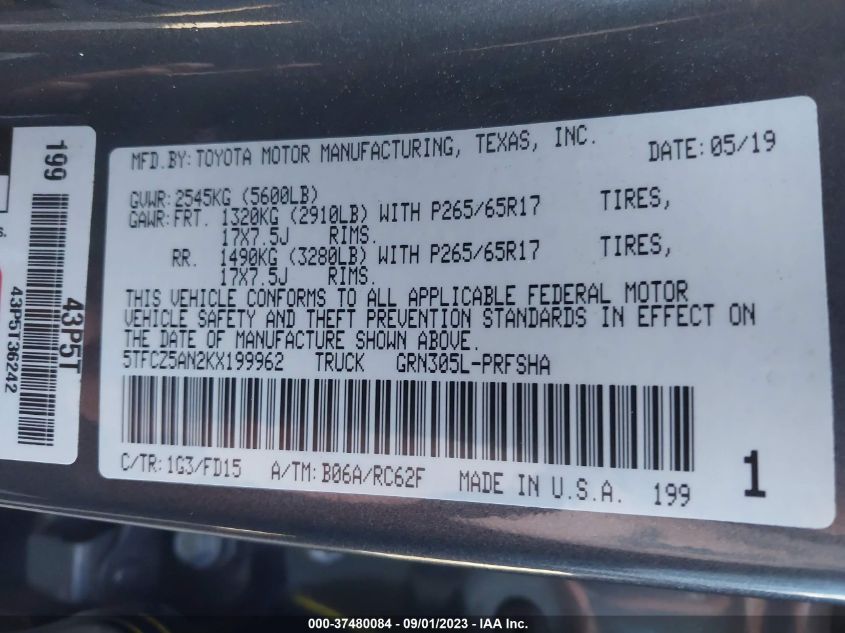 199
s.
43P5T36242
43P5T
MFD.BY: TOYOTA MOTOR MANUFACTURING, TEXAS, INC. DATE: 05/19
GVWR: 2545KG (5600LB)
GAWR: FRT. 1320KG (2910LB) WITH P265/65R17 TIRES,
17X7.5J RIMS.
RR. 1490KG (3280LB) WITH P265/65R17 TIRES,
17X7.5J RIMS.
THIS VEHICLE CONFORMS TO ALL APPLICABLE FEDERAL MOTOR
VEHICLE SAFETY AND THEFT PREVENTION STANDARDS IN EFFECT ON
THE DATE OF MANUFACTURE SHOWN ABOVE.
5TFCZ5AN2KX199962 TRUCK GRN305L-PRFSHA
C/TR: 1G3/FD15 A/TM: B06A/RC62F MADE IN U.S.A. 199 1
000-37480084 - 09/01/2023 - IAA Inc.